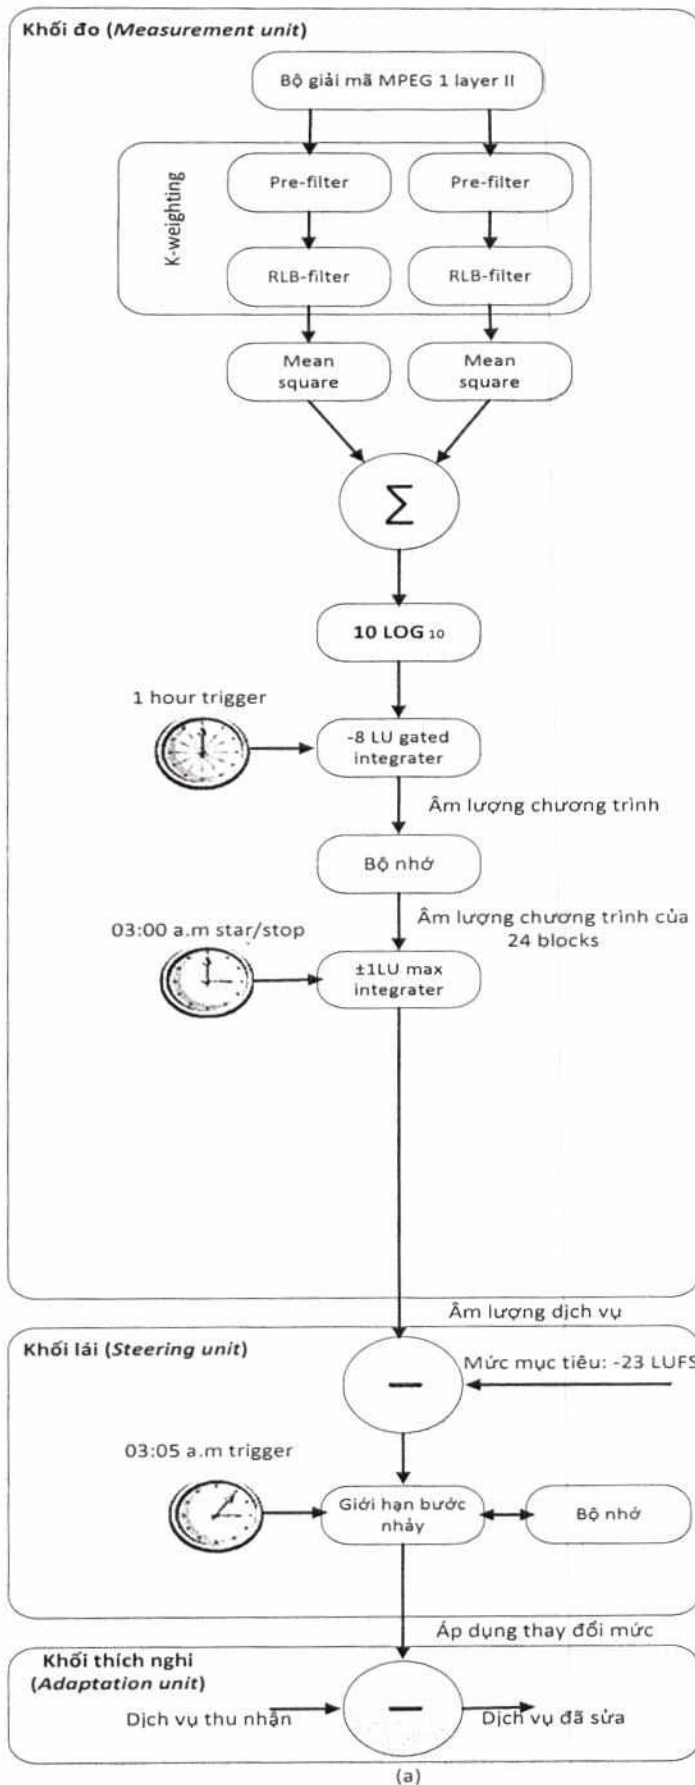 Khối đo (Measurement unit)
Bộ giải mã MPEG 1 layer II
K-weighting
Pre-filter
Pre-filter
RLB-filter
RLB-filter
Mean
square
Mean
square
Σ
10 LOG 10
1 hour trigger
-8 LU gated
integrater
Âm lượng chương trình
Bộ nhớ
03:00 a.m star/stop
Âm lượng chương trình của
24 blocks
±1LU max
integrater
Âm lượng dịch vụ
Khối lái (Steering unit)
Mức mục tiêu: -23 LUFS
03:05 a.m trigger
Giới hạn bước
nhảy
Bộ nhớ
Áp dụng thay đổi mức
Khối thích nghi
(Adaptation unit)
Dịch vụ thu nhận
Dịch vụ đã sửa
(a)